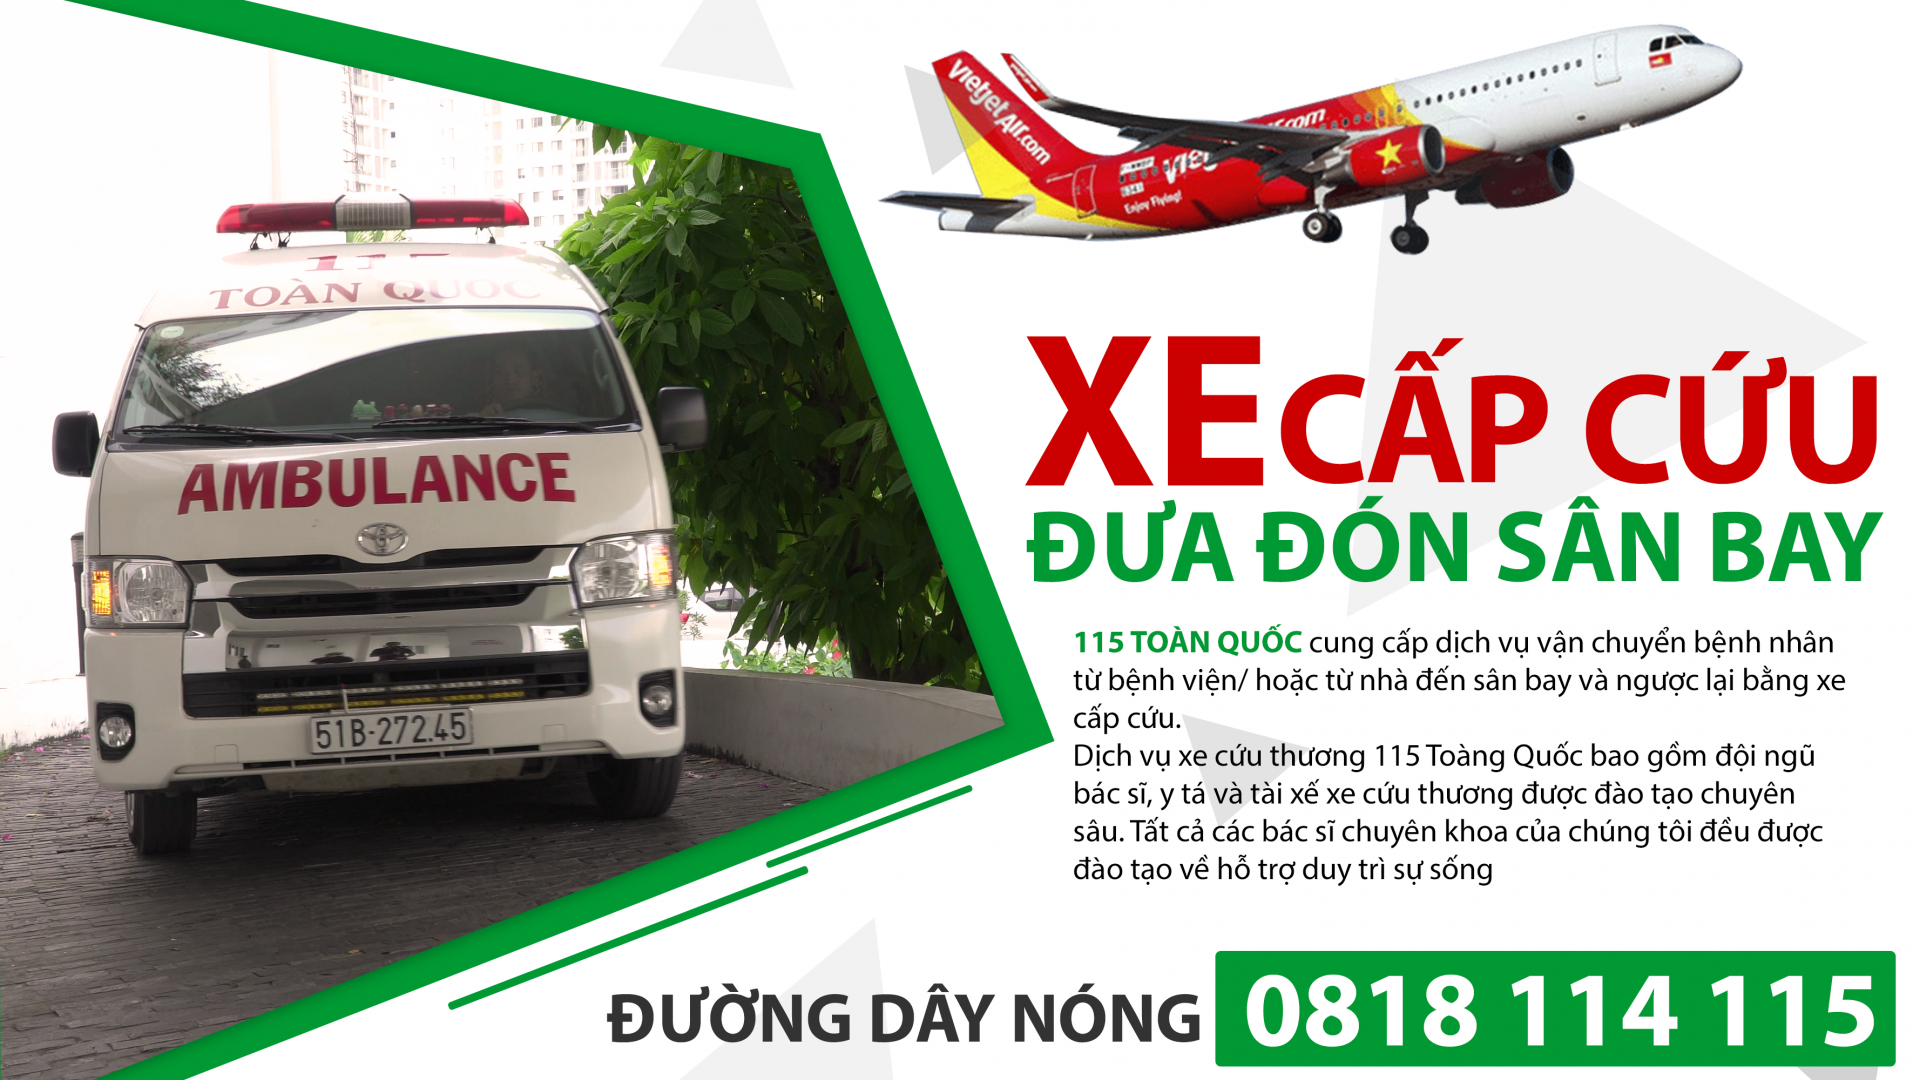 VietjetAir.com
Enjoy Flying!
115
TOÀN QUOC
AMBULANCE
51B-272.45
XE CẤP CỨU
ĐƯA ĐÓN SÂN BAY
115 TOÀN QUỐC cung cấp dịch vụ vận chuyển bệnh nhân
từ bệnh viện/ hoặc từ nhà đến sân bay và ngược lại bằng xe
cấp cứu.
Dịch vụ xe cứu thương 115 Toàng Quốc bao gồm đội ngũ
bác sĩ, y tá và tài xế xe cứu thương được đào tạo chuyên
sâu. Tất cả các bác sĩ chuyên khoa của chúng tôi đều được
đào tạo về hỗ trợ duy trì sự sống
ĐƯỜNG DÂY NÓNG 0818 114 115